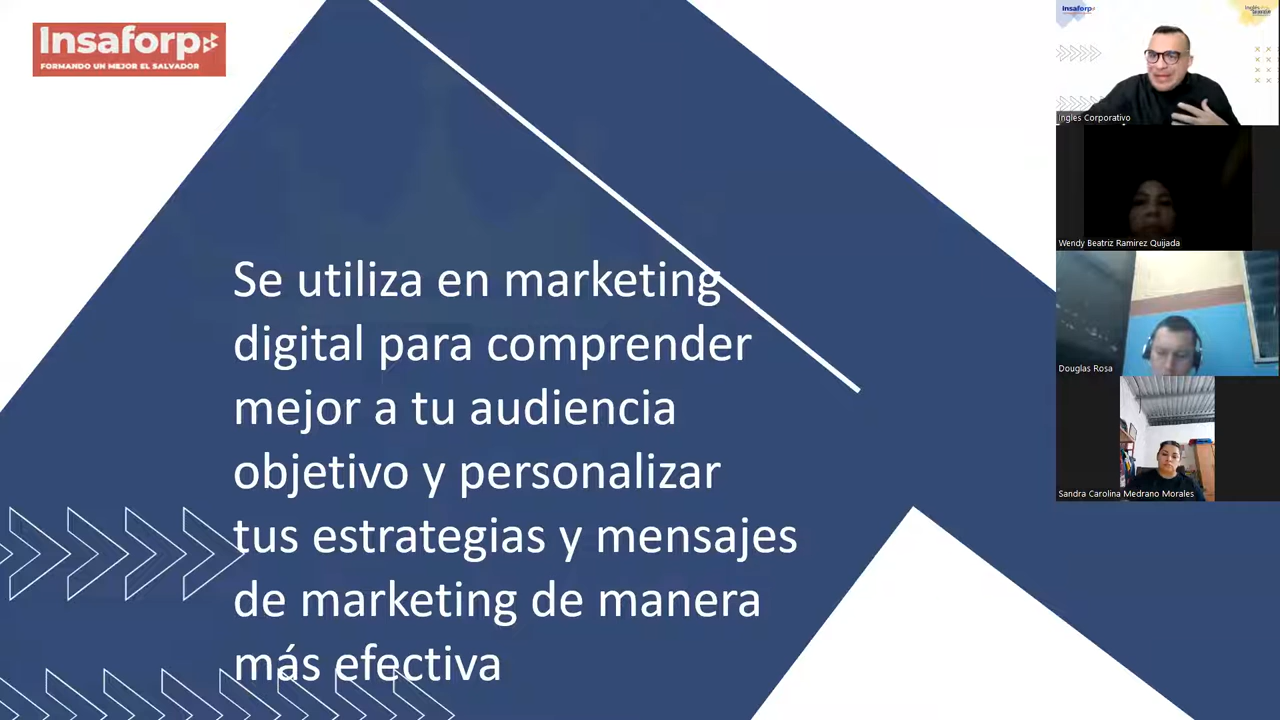 Insaforp
FORMANDO UN MEJOR EL SALVADOR
Se utiliza en marketing
digital para comprender
mejor a tu audiencia
objetivo y personalizar
tus estrategias y mensajes
de marketing de manera
más efectiva
Insaforp
Ingles Corporativo
Wendy Beatriz Ramirez Quijada
Douglas Rosa
Sandra Carolina Medrano Morales